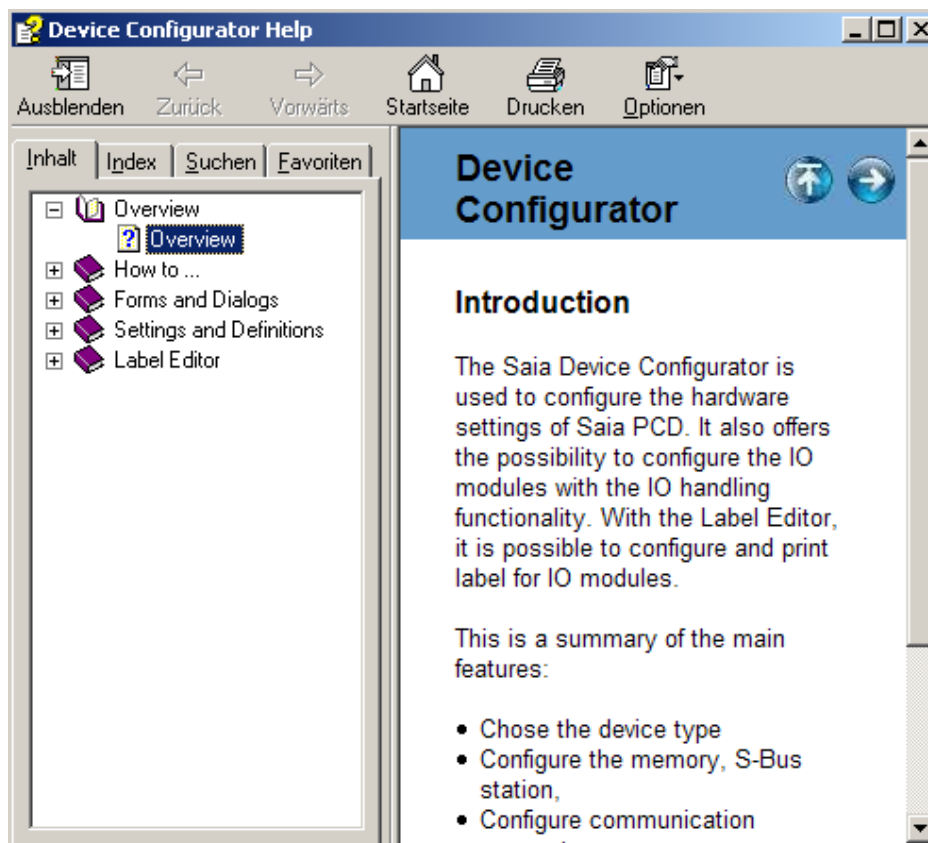 Device Configurator Help
Ausblenden Zurück Vorwärts Startseite Drucken Optionen
Inhalt Index Suchen Favoriten
Overview
Overview
How to ...
Forms and Dialogs
Settings and Definitions
Label Editor
Device
Configurator
Introduction
The Saia Device Configurator is
used to configure the hardware
settings of Saia PCD. It also offers
the possibility to configure the IO
modules with the IO handling
functionality. With the Label Editor,
it is possible to configure and print
label for IO modules.
This is a summary of the main
features:
• Chose the device type
• Configure the memory, S-Bus
station,
• Configure communication